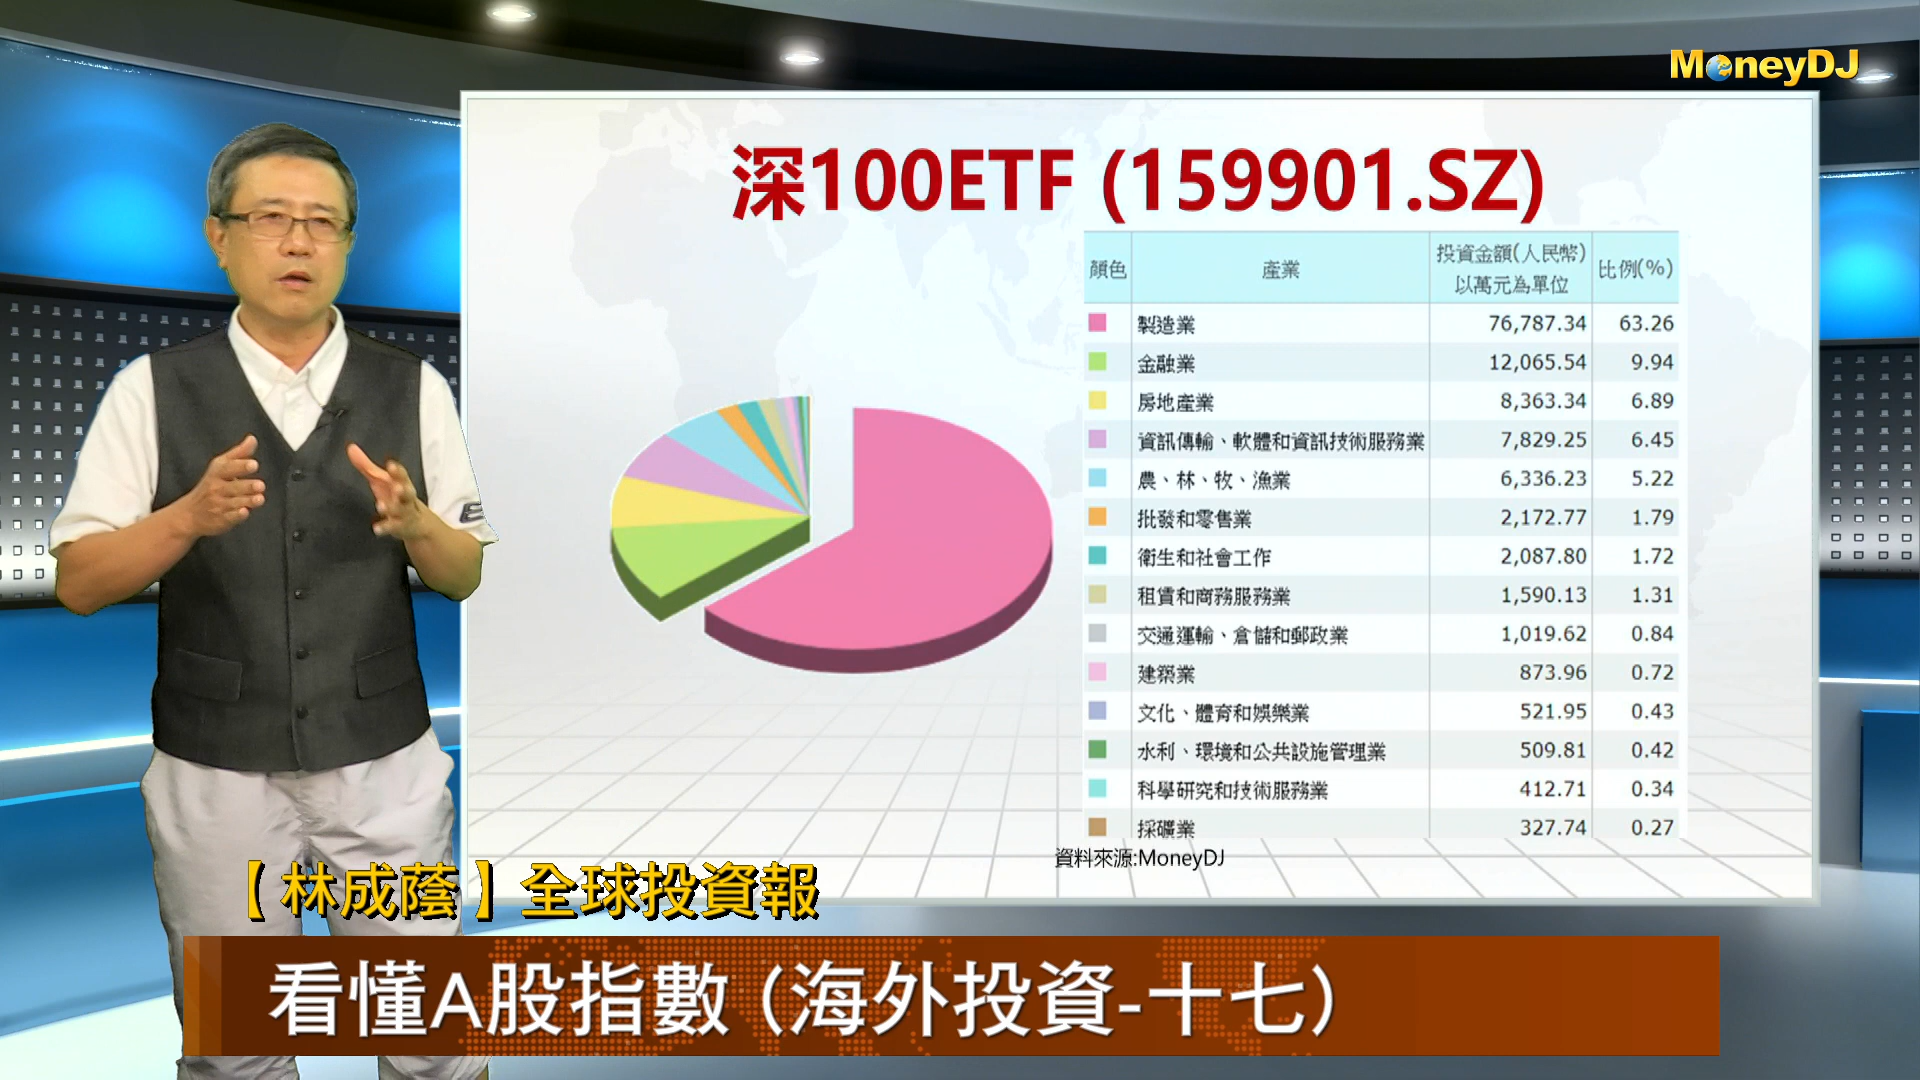 MoneyDJ
深100ETF (159901.SZ)
顏色 產業 投資金額(人民幣)以萬元為單位 比例(%)
製造業 76,787.34 63.26
金融業 12,065.54 9.94
房地產業 8,363.34 6.89
資訊傳輸、軟體和資訊技術服務業 7,829.25 6.45
農、林、牧、漁業 6,336.23 5.22
批發和零售業 2,172.77 1.79
衛生和社會工作 2,087.80 1.72
租賃和商務服務業 1,590.13 1.31
交通運輸、倉儲和郵政業 1,019.62 0.84
建築業 873.96 0.72
文化、體育和娛樂業 521.95 0.43
水利、環境和公共設施管理業 509.81 0.42
科學研究和技術服務業 412.71 0.34
採礦業 327.74 0.27
資料來源:MoneyDJ
【林成蔭】全球投資報
看懂A股指數（海外投資-十七）